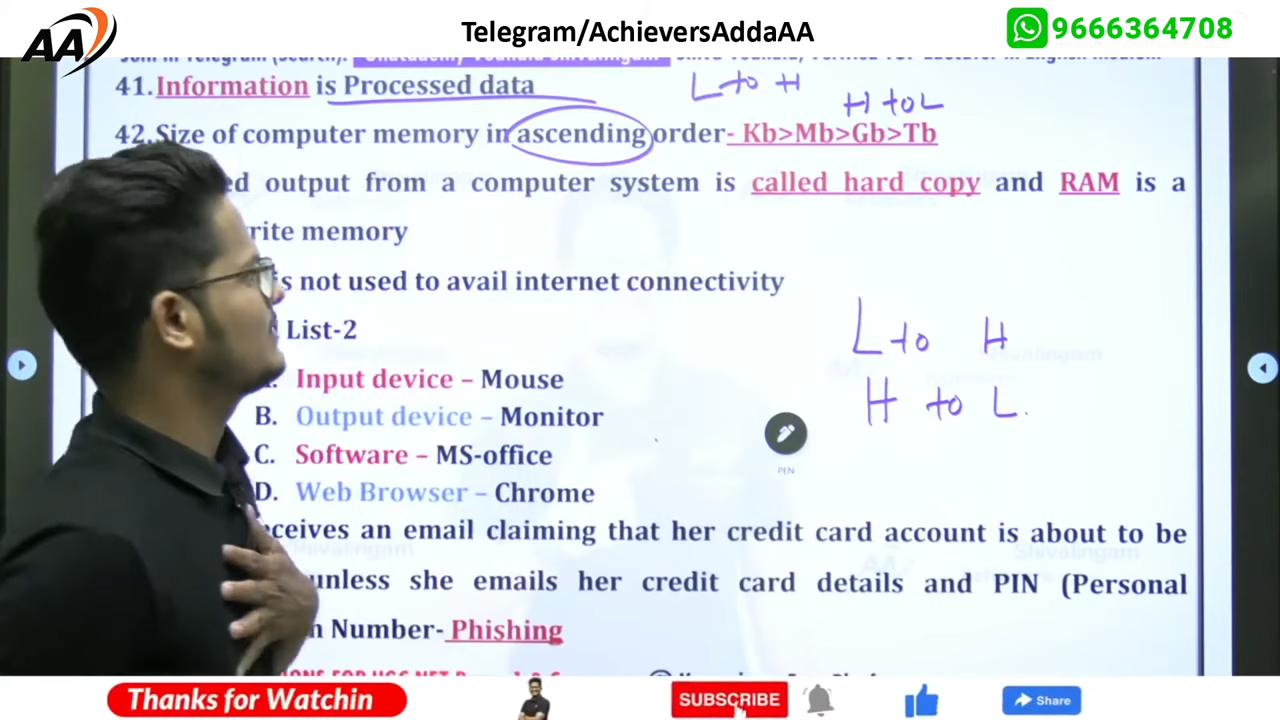 AA
Telegram/AchieversAddaAA
9666364708
41.Information is Processed data
L to H
H to L
42.Size of computer memory in ascending order- Kb>Mb>Gb>Tb
ed output from a computer system is called hard copy and RAM is a
rite memory
s not used to avail internet connectivity
List-2
L to H
Input device – Mouse
H to L.
B. Output device – Monitor
PEN
C. Software – MS-office
D. Web Browser – Chrome
ceives an email claiming that her credit card account is about to be
unless she emails her credit card details and PIN (Personal
n Number- Phishing
Thanks for Watchin
SUBSCRIBE
Share